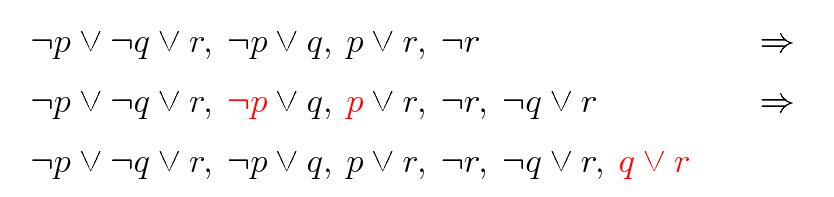 ¬p ∨ ¬q ∨ r, ¬p ∨ q, p ∨ r, ¬r ⇒
¬p ∨ ¬q ∨ r, ¬p ∨ q, p ∨ r, ¬r, ¬q ∨ r ⇒
¬p ∨ ¬q ∨ r, ¬p ∨ q, p ∨ r, ¬r, ¬q ∨ r, q ∨ r